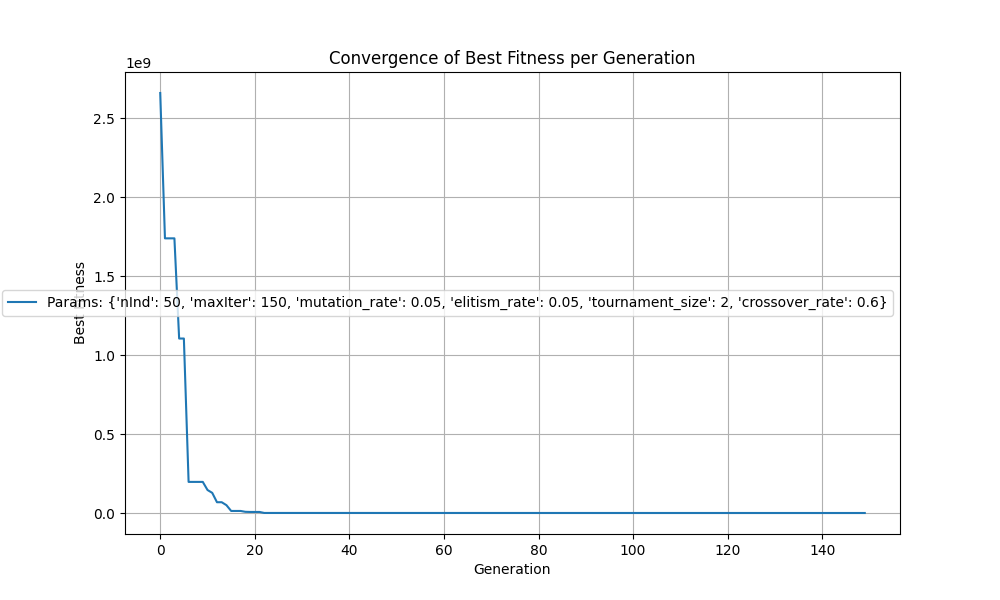 Convergence of Best Fitness per Generation
1e9
2.5
2.0
1.5
1.0
0.5
0.0
Best
ness
Params: {'nInd': 50, 'maxIter': 150, 'mutation_rate': 0.05, 'elitism_rate': 0.05, 'tournament_size': 2, 'crossover_rate': 0.6}
0 20 40 60 80 100 120 140
Generation